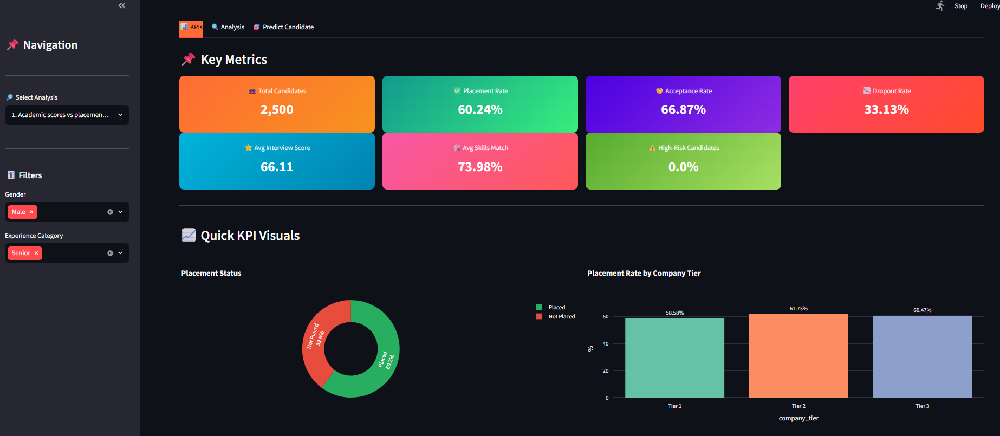 Stop Deploy
Navigation
Select Analysis
1. Academic scores vs placemen...
Filters
Gender
Male ×
Experience Category
Senior ×
KPIs Analysis Predict Candidate
Key Metrics
Total Candidates
2,500
Placement Rate
60.24%
Acceptance Rate
66.87%
Dropout Rate
33.13%
Avg Interview Score
66.11
Avg Skills Match
73.98%
High-Risk Candidates
0.0%
Quick KPI Visuals
Placement Status
Placed
Not Placed
Not Placed
39.8%
Placed
60.2%
Placement Rate by Company Tier
58.58%
61.73%
60.47%
60
40
20
0
%
Tier 1
Tier 2
Tier 3
company_tier